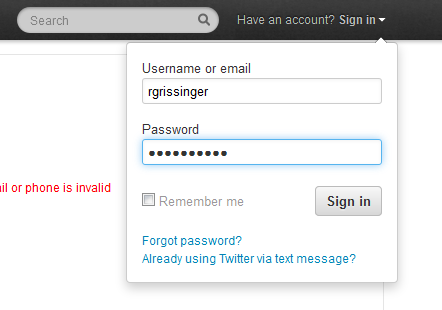 Search
Have an account? Sign in
Username or email
rgrissinger
Password
••••••••••
il or phone is invalid
Remember me
Sign in
Forgot password?
Already using Twitter via text message?